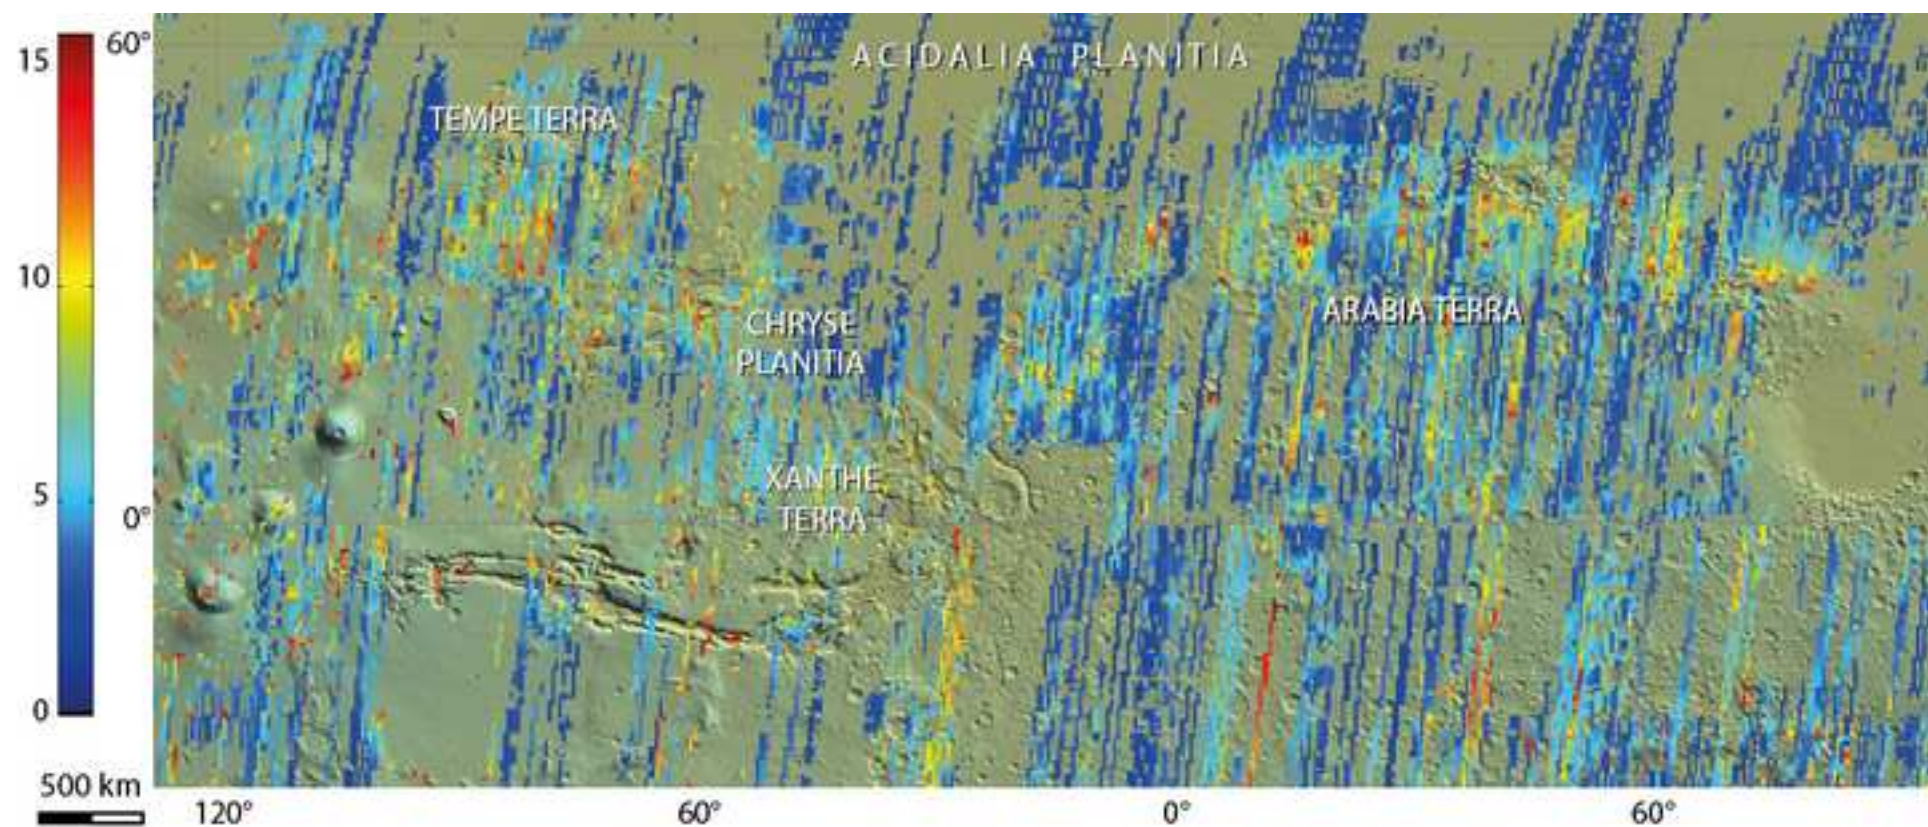 15
60°
ACIDALIA PLANITIA
TEMPE TERRA
10
CHRYSE
PLANITIA
ARABIA TERRA
5
XANTHE
TERRA
0°
0
500 km
120°
60°
0°
60°